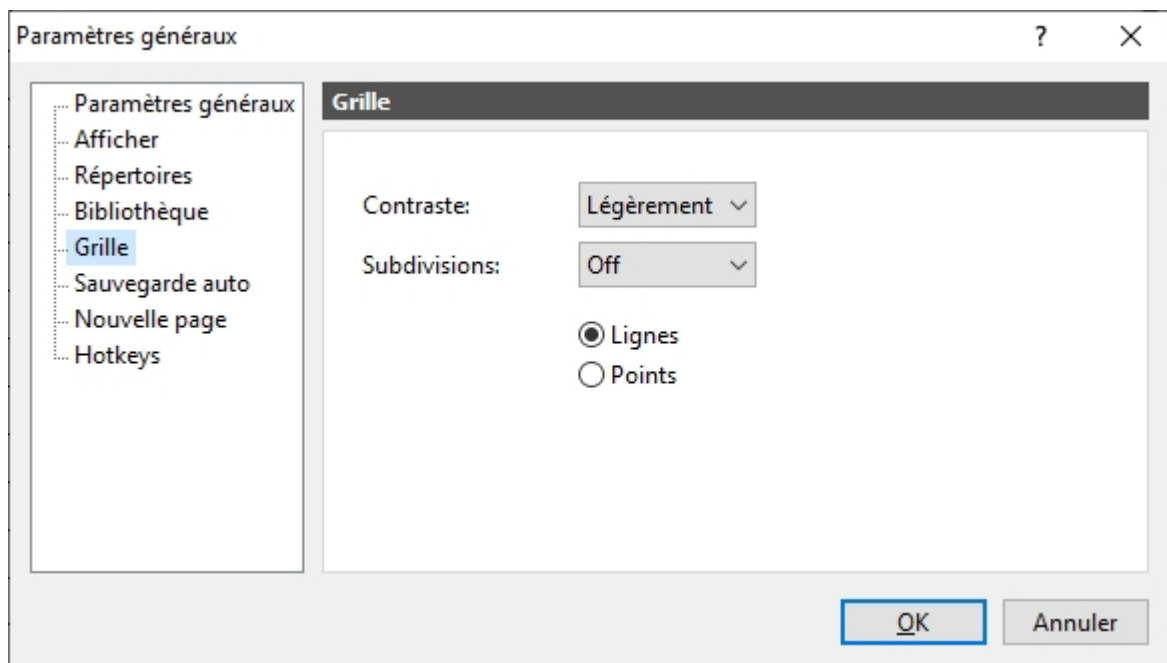 Paramètres généraux
?
Paramètres généraux
Afficher
Répertoires
Bibliothèque
Grille
Sauvegarde auto
Nouvelle page
Hotkeys
Grille
Contraste: Légèrement
Subdivisions: Off
Lignes
Points
OK Annuler